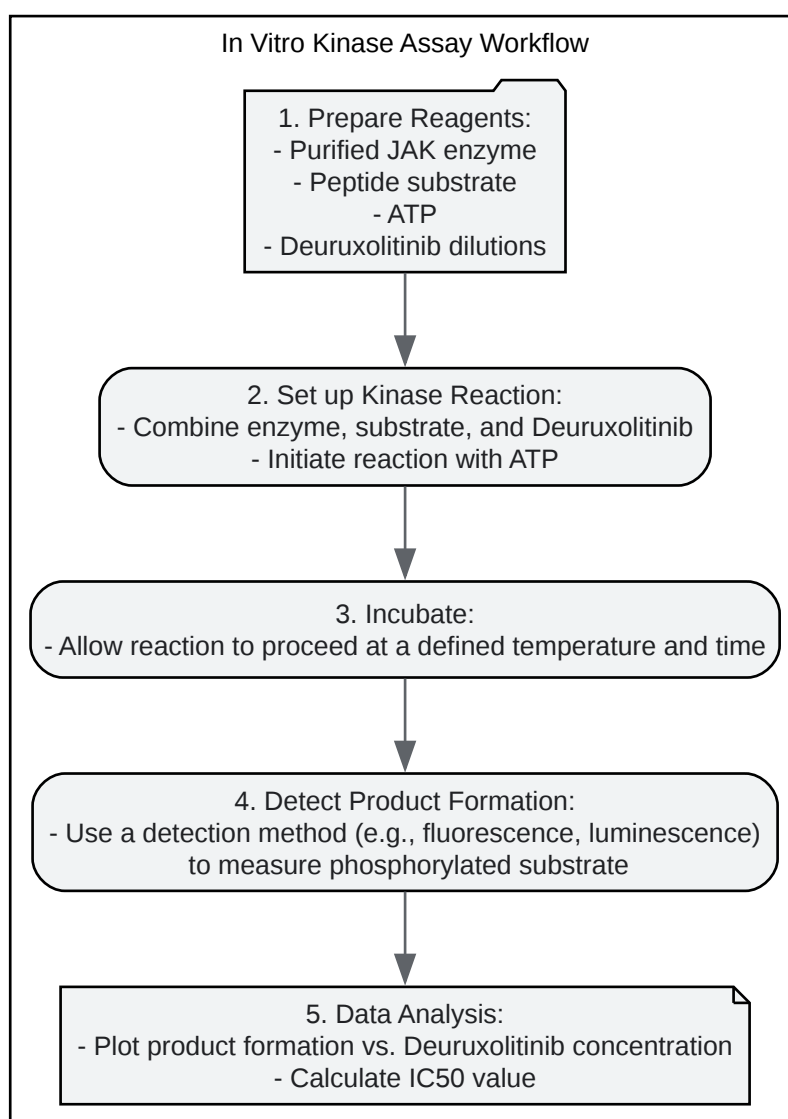 In Vitro Kinase Assay Workflow
1. Prepare Reagents:
- Purified JAK enzyme
- Peptide substrate
- ATP
- Deuruxolitinib dilutions
2. Set up Kinase Reaction:
- Combine enzyme, substrate, and Deuruxolitinib
- Initiate reaction with ATP
3. Incubate:
- Allow reaction to proceed at a defined temperature and time
4. Detect Product Formation:
- Use a detection method (e.g., fluorescence, luminescence)
to measure phosphorylated substrate
5. Data Analysis:
- Plot product formation vs. Deuruxolitinib concentration
- Calculate IC50 value